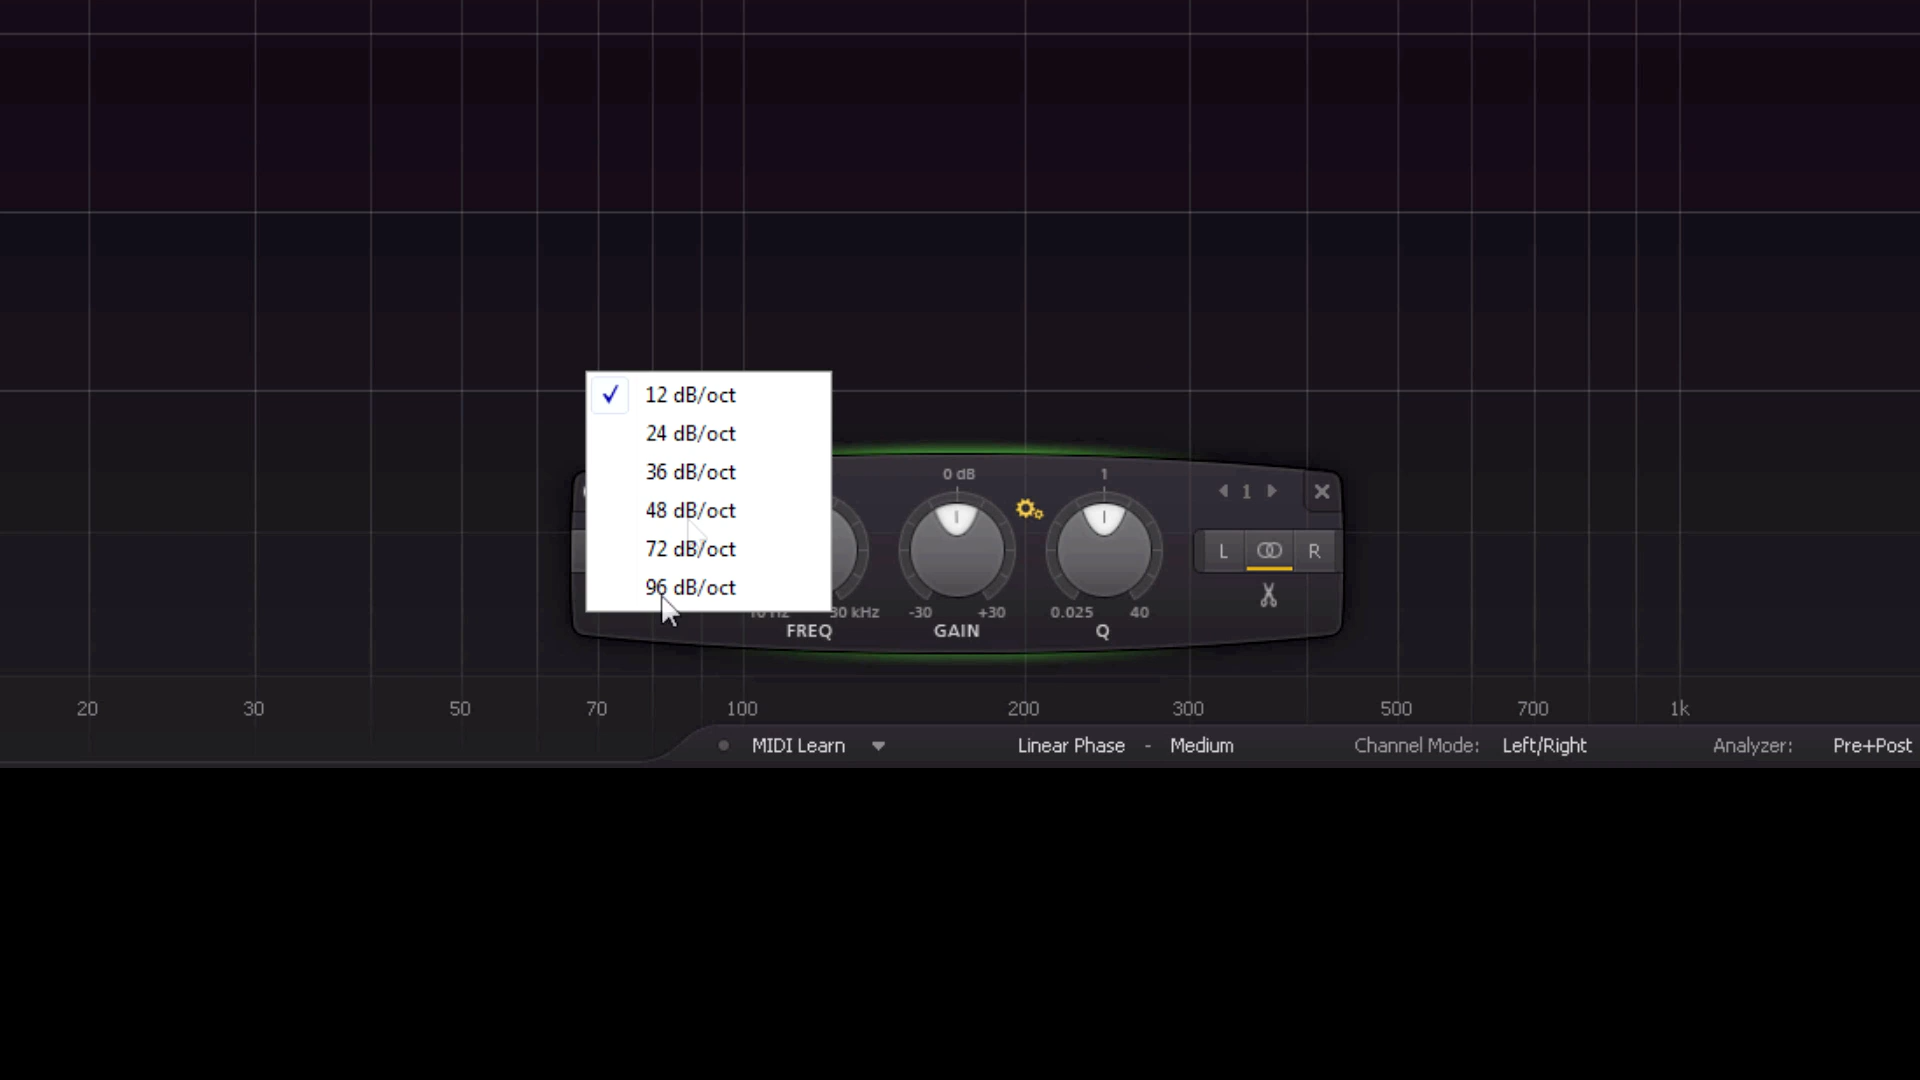 12 dB/oct
24 dB/oct
36 dB/oct
48 dB/oct
72 dB/oct
96 dB/oct
0 dB
1
1
L
R
30 kHz
-30
+30
0.025
40
FREQ
GAIN
Q
20
30
50
70
100
200
300
500
700
1k
MIDI Learn
Linear Phase - Medium
Channel Mode: Left/Right
Analyzer: Pre+Post